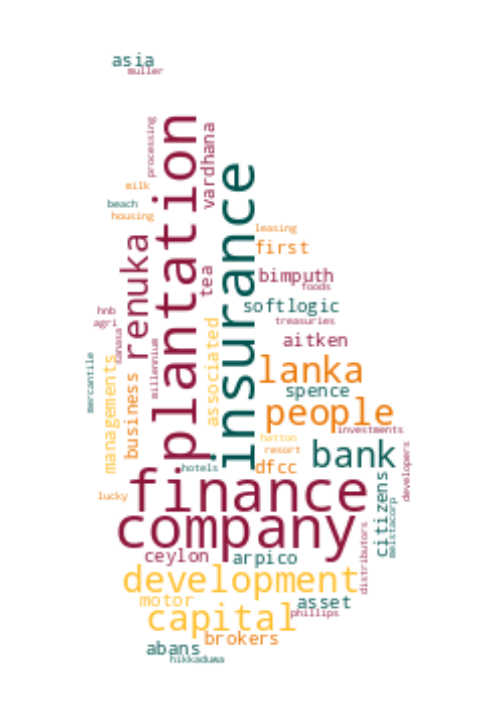 asia
muller
processing
plantation
vardhana
milk
beach
housing
insurance
leasing
first
renuka
tea
bimputh
foods
softlogic
hnb
agri
treasuries
sanasa
aitken
millennium
associated
mercantile
managements
business
lanka
spence
people
investments
hatton
resort
bank
developers
hotels
dfcc
finance
lucky
citizens
melstacorp
company
distributors
ceylon
arpico
development
motor
asset
capital
phillips
brokers
abans
hikkaduwa